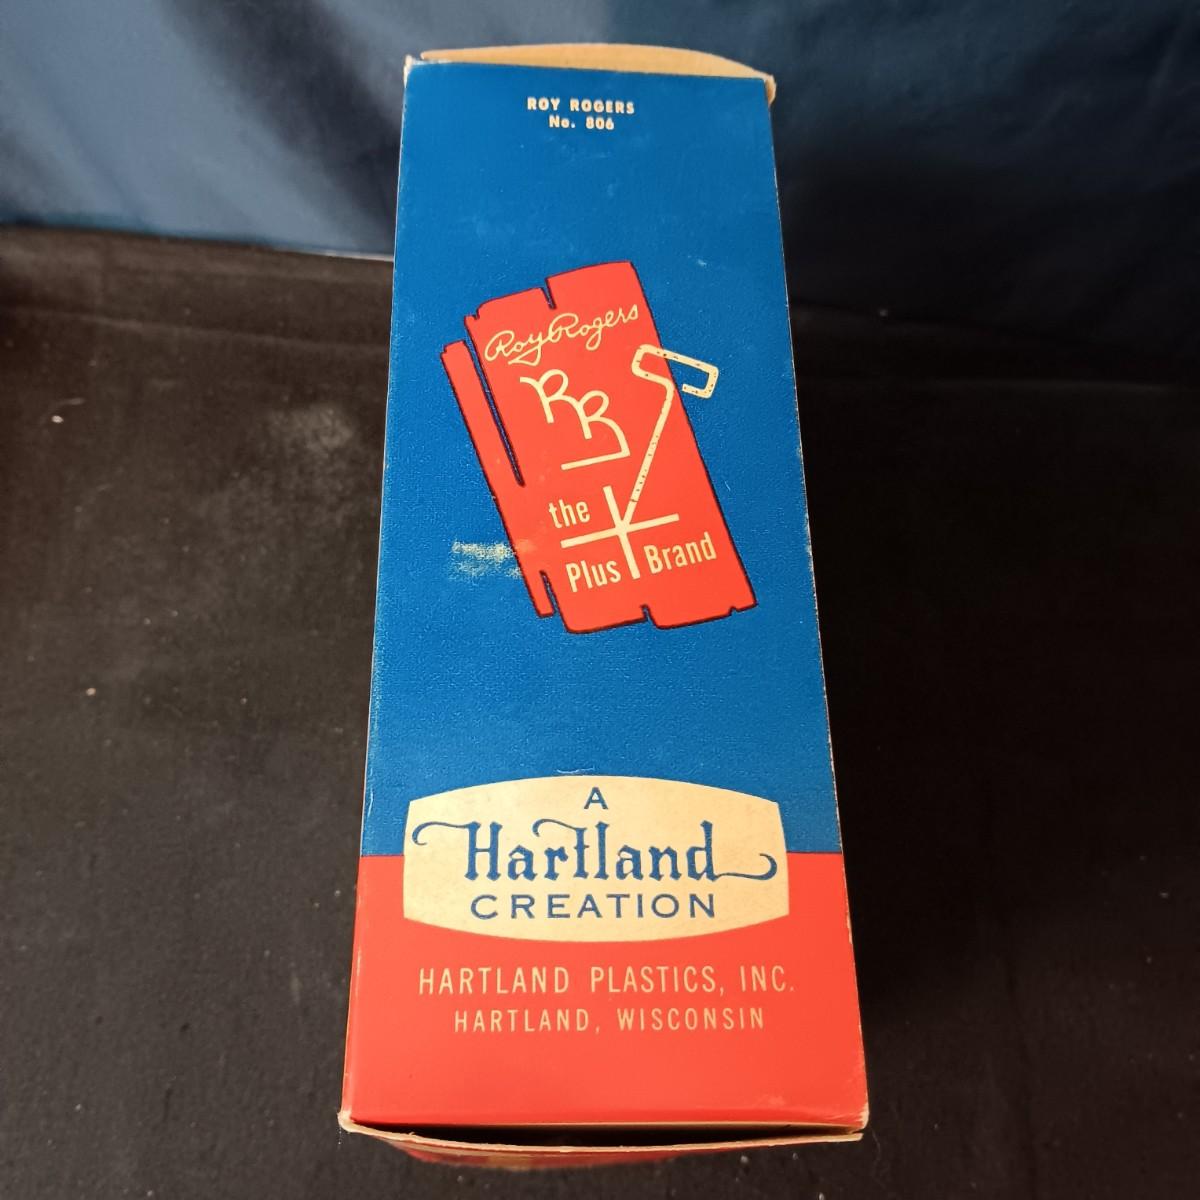 ROY ROGERS
No. 806
Roy Rogers
RR
the
Plus Brand
A
Hartland
CREATION
HARTLAND PLASTICS, INC.
HARTLAND, WISCONSIN